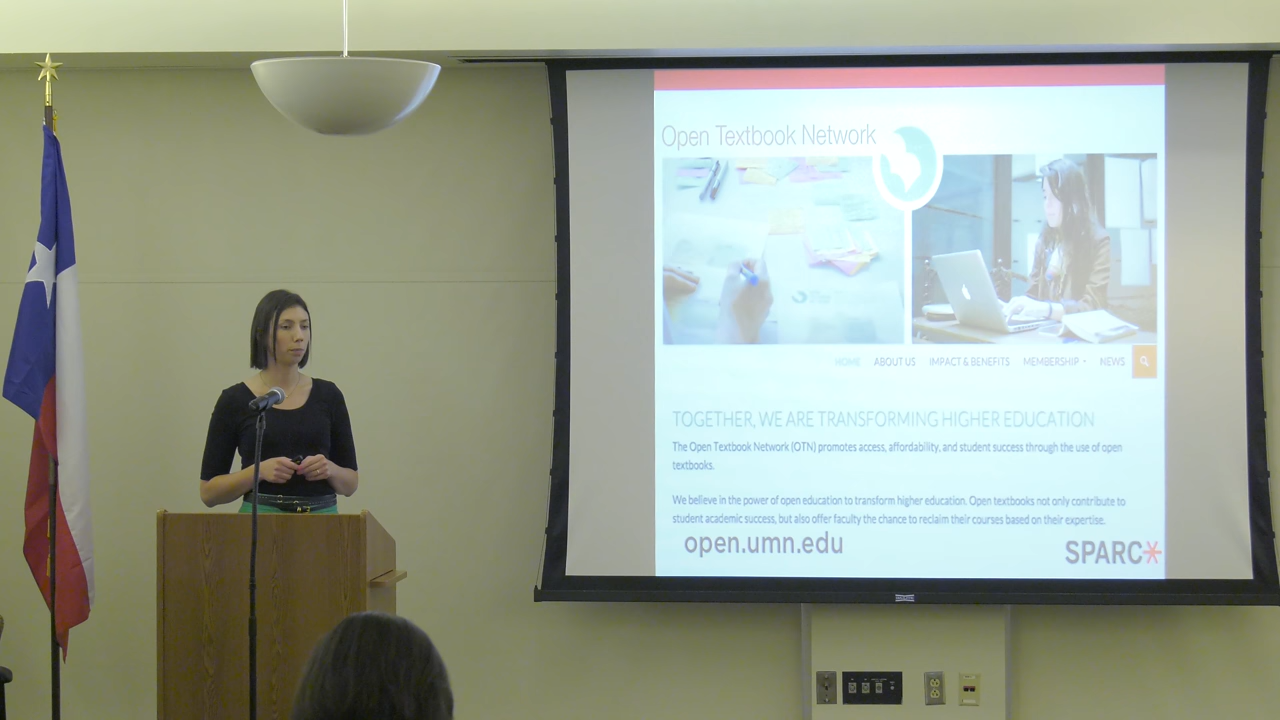 Open Textbook Network
HOME ABOUT US IMPACT & BENEFITS MEMBERSHIP NEWS
TOGETHER, WE ARE TRANSFORMING HIGHER EDUCATION
The Open Textbook Network (OTN) promotes access, affordability, and student success through the use of open
textbooks.
We believe in the power of open education to transform higher education. Open textbooks not only contribute to
student academic success, but also offer faculty the chance to reclaim their courses based on their expertise.
open.umn.edu
SPARC